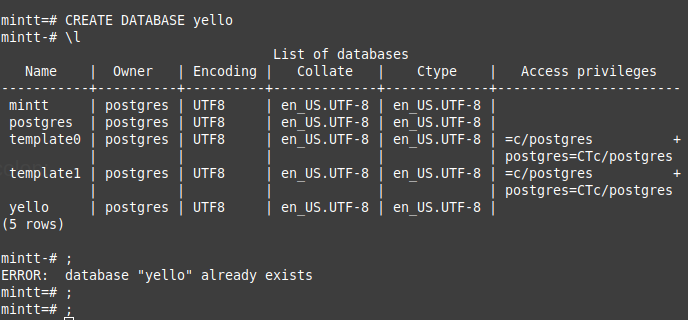 mintt=# CREATE DATABASE yello
mintt-# \l
List of databases
Name | Owner | Encoding | Collate | Ctype | Access privileges
-----------+----------+----------+-------------+-------------+-----------------------
mintt | postgres | UTF8 | en_US.UTF-8 | en_US.UTF-8 |
postgres | postgres | UTF8 | en_US.UTF-8 | en_US.UTF-8 |
template0 | postgres | UTF8 | en_US.UTF-8 | en_US.UTF-8 | =c/postgres +
| | | | | postgres=CTc/postgres
template1 | postgres | UTF8 | en_US.UTF-8 | en_US.UTF-8 | =c/postgres +
| | | | | postgres=CTc/postgres
yello | postgres | UTF8 | en_US.UTF-8 | en_US.UTF-8 |
(5 rows)
mintt-# ;
ERROR: database "yello" already exists
mintt=# ;
mintt=# ;